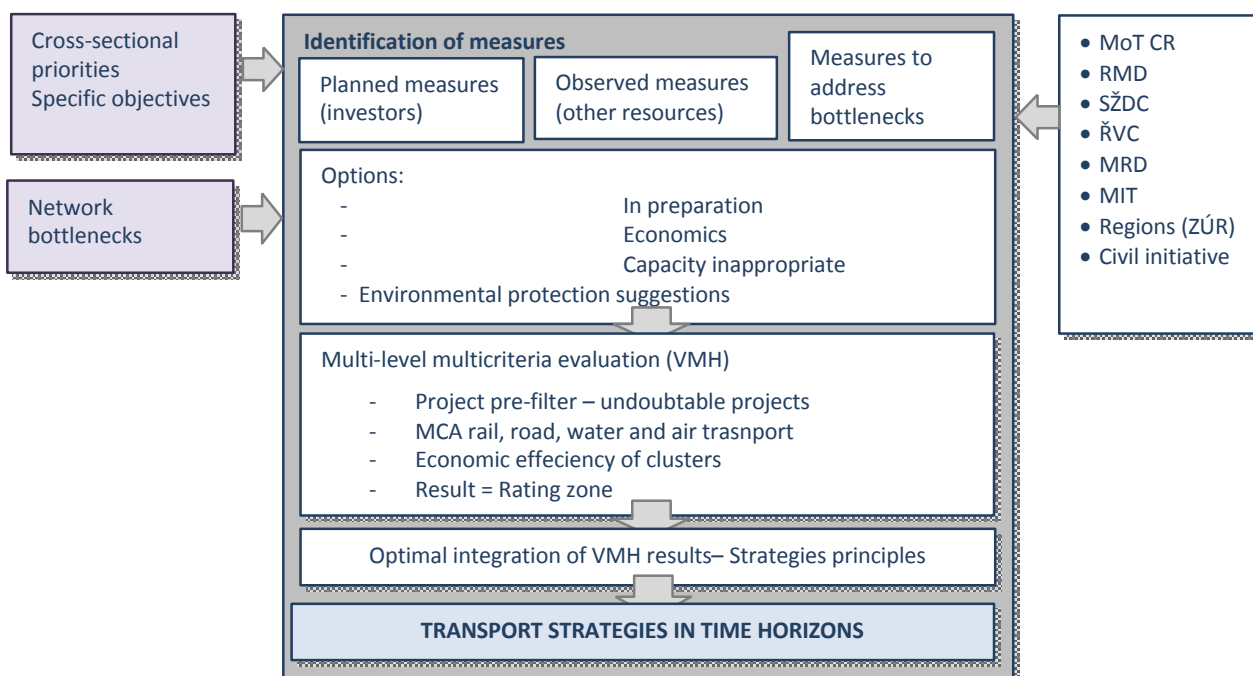 Cross-sectional
priorities
Specific objectives
Network
bottlenecks
Identification of measures
Planned measures
(investors)
Observed measures
(other resources)
Measures to
address
bottlenecks
Options:
- In preparation
- Economics
- Capacity inappropriate
- Environmental protection suggestions
Multi-level multicriteria evaluation (VMH)
- Project pre-filter – undoubtable projects
- MCA rail, road, water and air trasnport
- Economic effeciency of clusters
- Result = Rating zone
Optimal integration of VMH results– Strategies principles
TRANSPORT STRATEGIES IN TIME HORIZONS
• MoT CR
• RMD
• SŽDC
• ŘVC
• MRD
• MIT
• Regions (ZÚR)
• Civil initiative